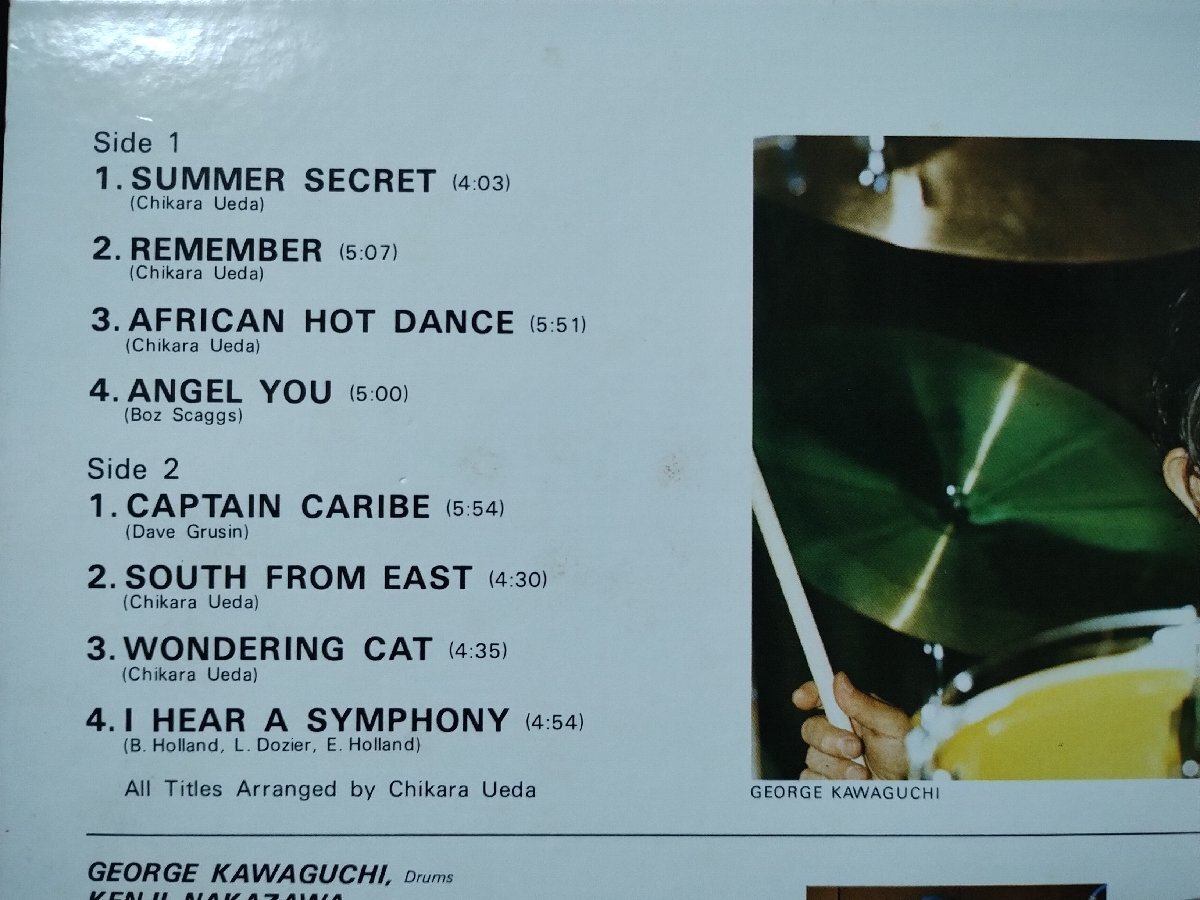 Side 1
1. SUMMER SECRET (4:03)
(Chikara Ueda)
2. REMEMBER (5:07)
(Chikara Ueda)
3. AFRICAN HOT DANCE (5:51)
(Chikara Ueda)
4. ANGEL YOU (5:00)
(Boz Scaggs)
Side 2
1. CAPTAIN CARIBE (5:54)
(Dave Grusin)
2. SOUTH FROM EAST (4:30)
(Chikara Ueda)
3. WONDERING CAT (4:35)
(Chikara Ueda)
4. I HEAR A SYMPHONY (4:54)
(B. Holland, L. Dozier, E. Holland)
All Titles Arranged by Chikara Ueda
GEORGE KAWAGUCHI
GEORGE KAWAGUCHI, Drums
KENJI NAKAZAWA